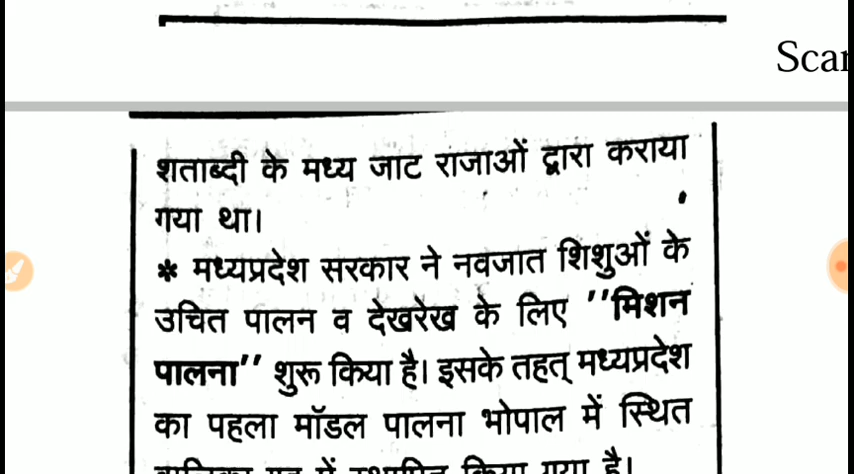 Scar
शताब्दी के मध्य जाट राजाओं द्वारा कराया
गया था।
* मध्यप्रदेश सरकार ने नवजात शिशुओं के
उचित पालन व देखरेख के लिए ''मिशन
पालना'' शुरू किया है। इसके तहत् मध्यप्रदेश
का पहला मॉडल पालना भोपाल में स्थित
में स्थापित किया गया है।